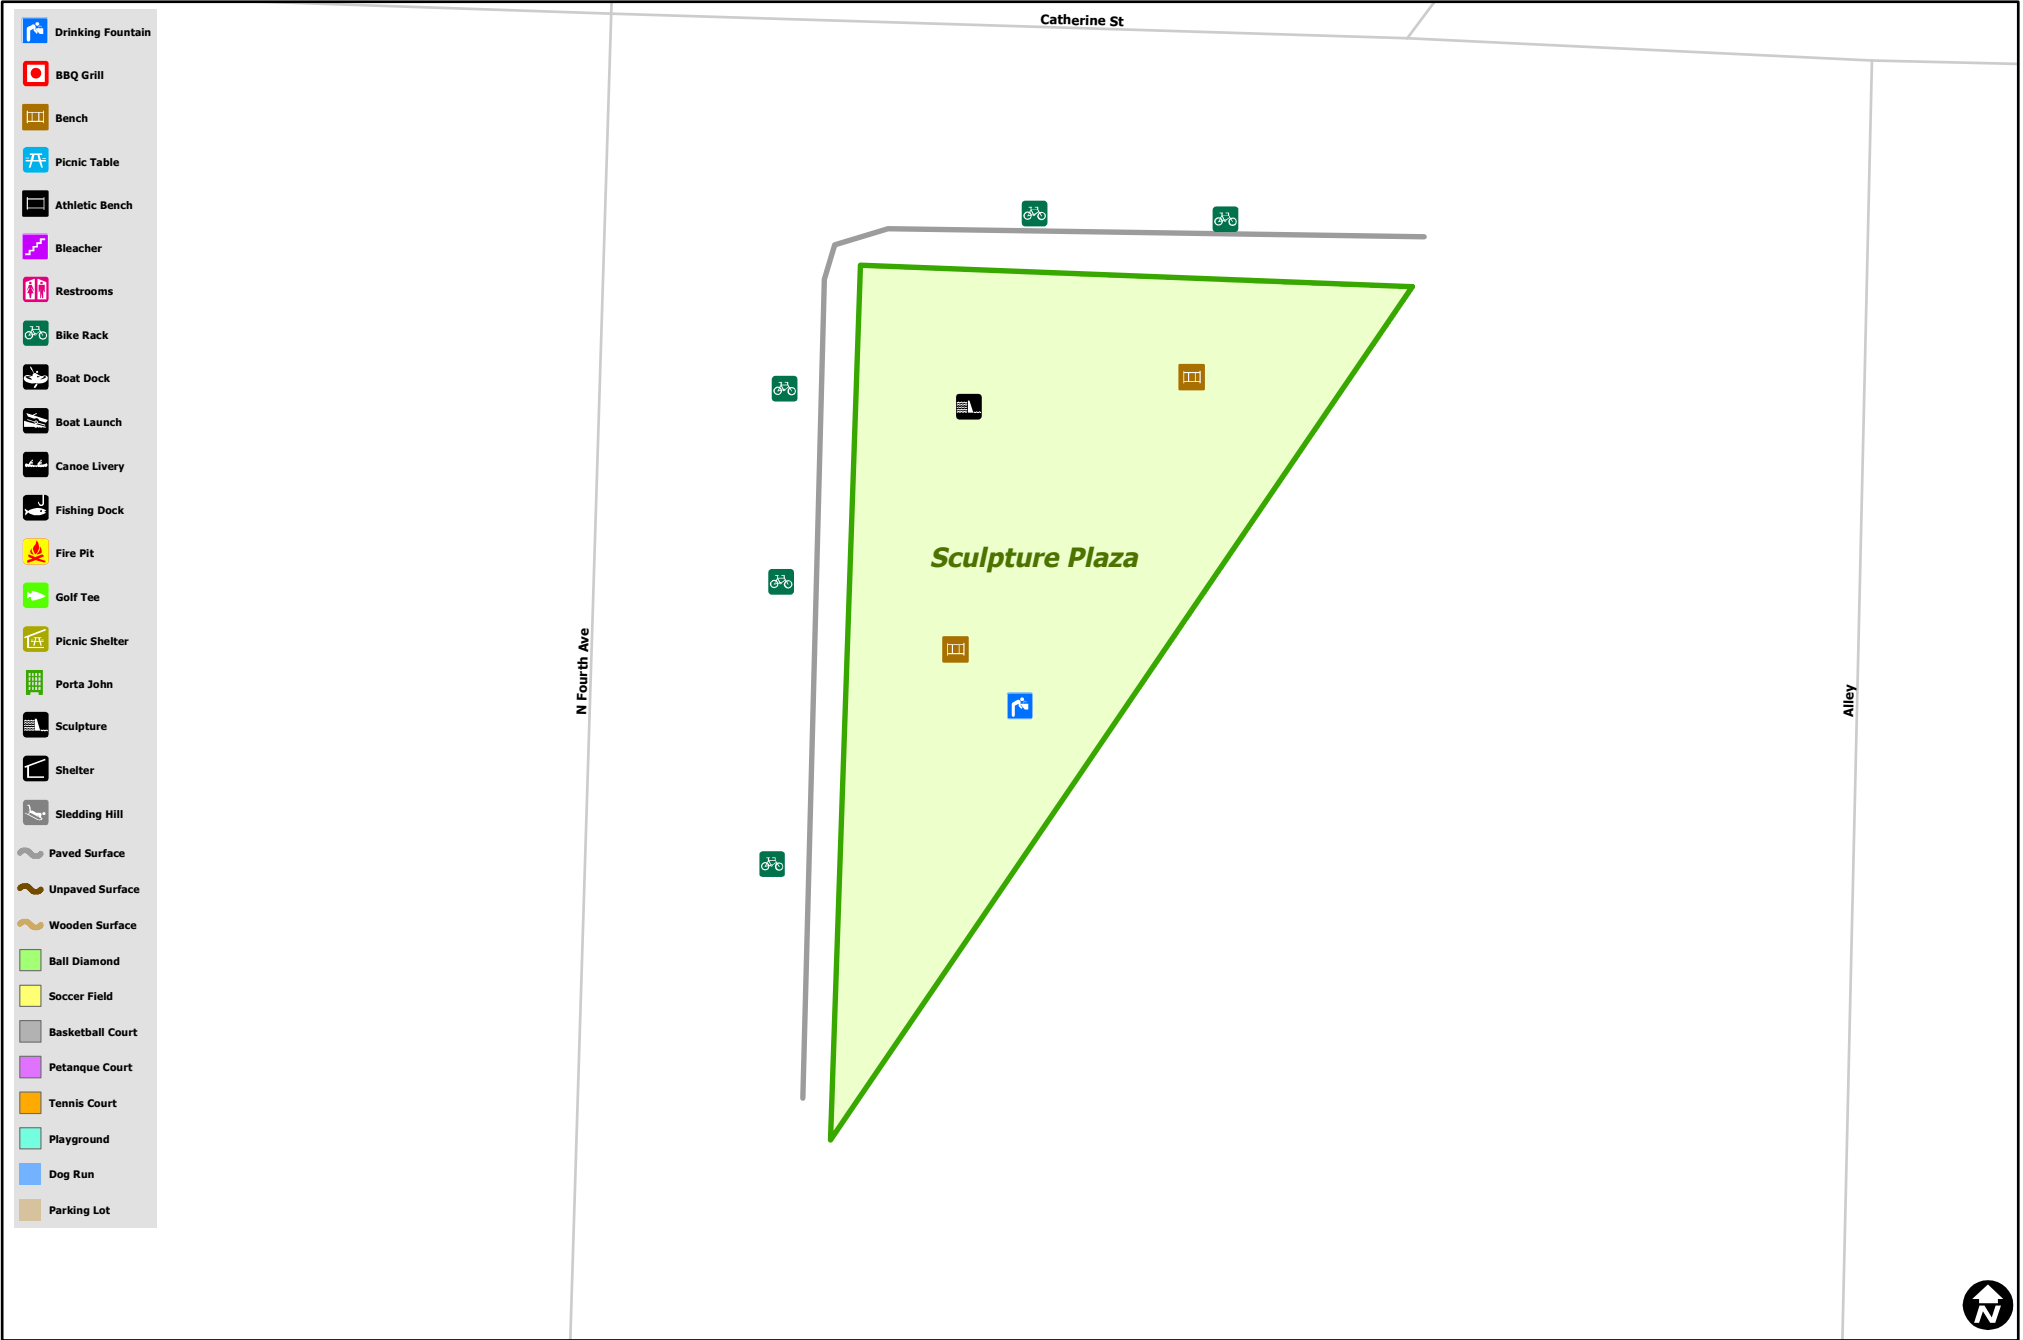 Catherine St
Drinking Fountain
BBQ Grill
Bench
Picnic Table
Athletic Bench
Bleacher
Restrooms
Bike Rack
Boat Dock
Boat Launch
Canoe Livery
Fishing Dock
Fire Pit
Golf Tee
Picnic Shelter
Porta John
Sculpture
Shelter
Sledding Hill
Paved Surface
Unpaved Surface
Wooden Surface
Ball Diamond
Soccer Field
Basketball Court
Petanque Court
Tennis Court
Playground
Dog Run
Parking Lot
Sculpture Plaza
N Fourth Ave
Alley
N